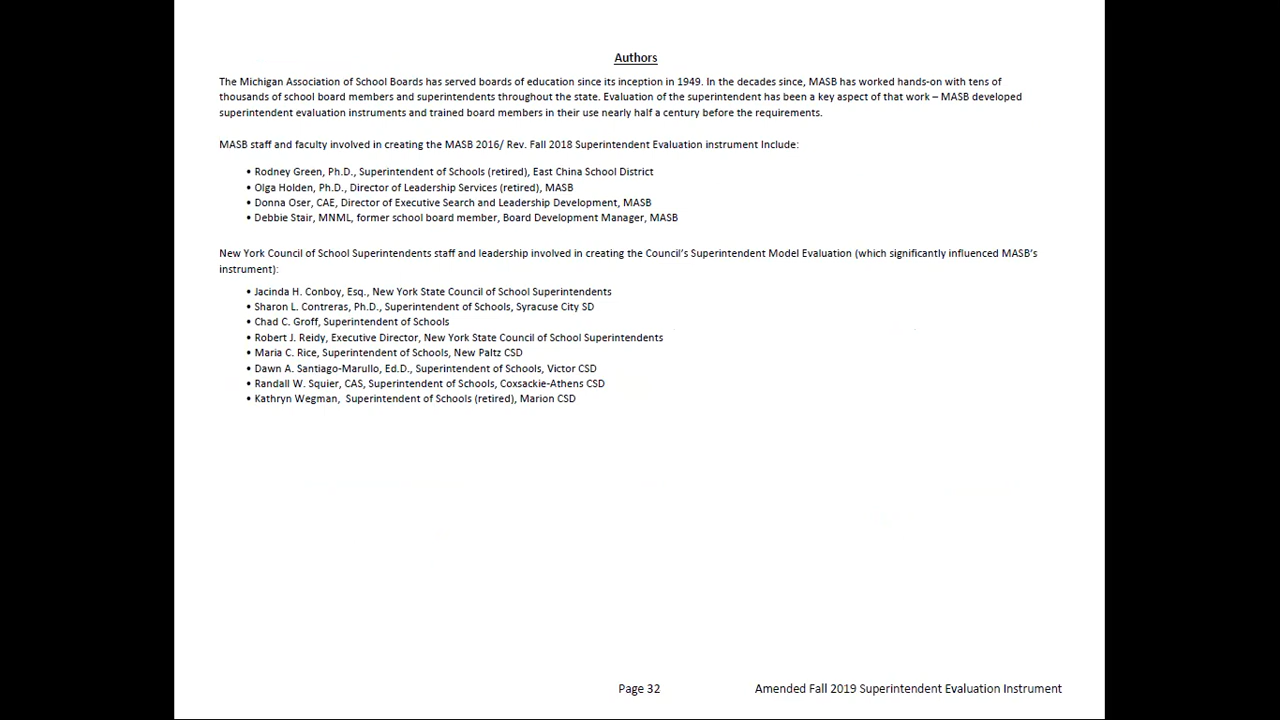 Authors
The Michigan Association of School Boards has served boards of education since its inception in 1949. In the decades since, MASB has worked hands-on with tens of
thousands of school board members and superintendents throughout the state. Evaluation of the superintendent has been a key aspect of that work – MASB developed
superintendent evaluation instruments and trained board members in their use nearly half a century before the requirements.
MASB staff and faculty involved in creating the MASB 2016/ Rev. Fall 2018 Superintendent Evaluation instrument Include:
• Rodney Green, Ph.D., Superintendent of Schools (retired), East China School District
• Olga Holden, Ph.D., Director of Leadership Services (retired), MASB
• Donna Oser, CAE, Director of Executive Search and Leadership Development, MASB
• Debbie Stair, MNML, former school board member, Board Development Manager, MASB
New York Council of School Superintendents staff and leadership involved in creating the Council's Superintendent Model Evaluation (which significantly influenced MASB's
instrument):
• Jacinda H. Conboy, Esq., New York State Council of School Superintendents
• Sharon L. Contreras, Ph.D., Superintendent of Schools, Syracuse City SD
• Chad C. Groff, Superintendent of Schools
• Robert J. Reidy, Executive Director, New York State Council of School Superintendents
• Maria C. Rice, Superintendent of Schools, New Paltz CSD
• Dawn A. Santiago-Marullo, Ed.D., Superintendent of Schools, Victor CSD
• Randall W. Squier, CAS, Superintendent of Schools, Coxsackie-Athens CSD
• Kathryn Wegman, Superintendent of Schools (retired), Marion CSD
Page 32 Amended Fall 2019 Superintendent Evaluation Instrument